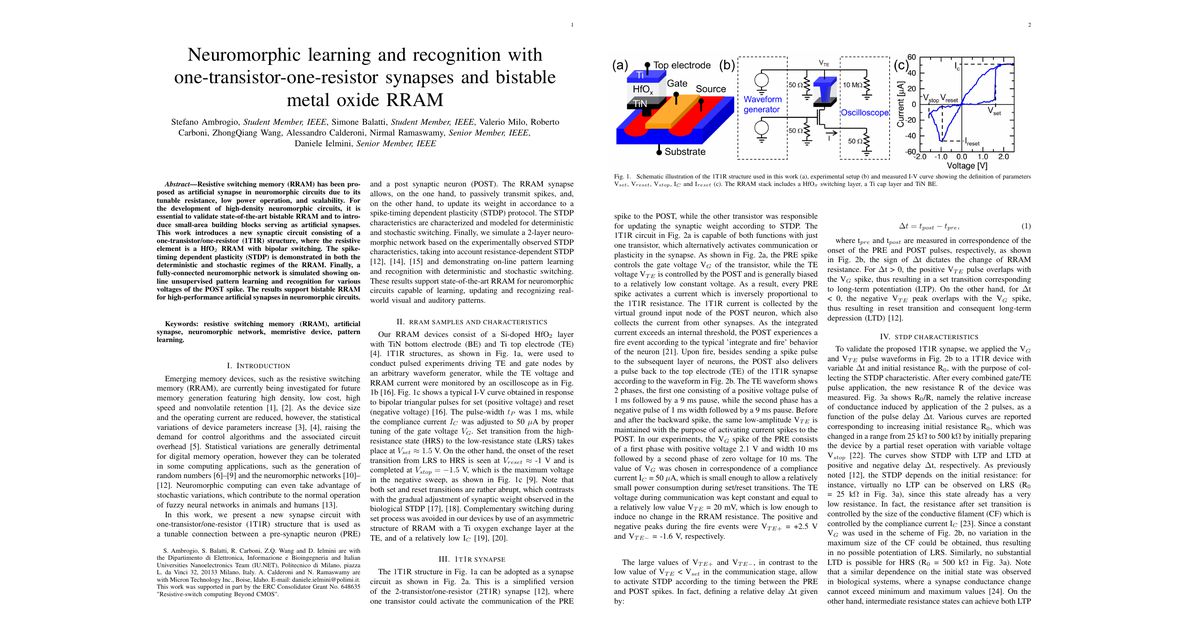 1
Neuromorphic learning and recognition with
one-transistor-one-resistor synapses and bistable
metal oxide RRAM
Stefano Ambrogio, Student Member, IEEE, Simone Balatti, Student Member, IEEE, Valerio Milo, Roberto
Carboni, ZhongQiang Wang, Alessandro Calderoni, Nirmal Ramaswamy, Senior Member, IEEE,
Daniele Ielmini, Senior Member, IEEE
Abstract—Resistive switching memory (RRAM) has been pro-
posed as artificial synapse in neuromorphic circuits due to its
tunable resistance, low power operation, and scalability.
For the development of high-density neuromorphic circuits, it is
essential to validate state-of-the-art bistable RRAM and to intro-
duce small-area building blocks serving as artificial synapses.
This work introduces a new synaptic circuit consisting of a
one-transistor/one-resistor (1T1R) structure, where the resistive
element is a HfO2 RRAM with bipolar switching. The spike-
timing dependent plasticity (STDP) is demonstrated in both the
deterministic and stochastic regimes of the RRAM. Finally, a
fully-connected neuromorphic network is simulated showing on-
line unsupervised pattern learning and recognition for various
voltages of the POST spike. The results support bistable RRAM
for high-performance artificial synapses in neuromorphic circuits.
Keywords: resistive switching memory (RRAM), artificial
synapse, neuromorphic network, memristive device, pattern
learning.
I. INTRODUCTION
Emerging memory devices, such as the resistive switching
memory (RRAM), are currently being investigated for future
memory generation featuring high density, low cost, high
speed and nonvolatile retention [1], [2]. As the device size
and the operating current are reduced, however, the statistical
variations of device parameters increase [3], [4], raising the
demand for control algorithms and the associated circuit
overhead [5]. Statistical variations are generally detrimental
for digital memory operation, however they can be tolerated
in some computing applications, such as the generation of
random numbers [6]–[9] and the neuromorphic networks [10]–
[12]. Neuromorphic computing can even take advantage of
stochastic variations, which contribute to the normal operation
of fuzzy networks in animals and humans [13].
In this work, we present a new synapse circuit with
one-transistor/one-resistor (1T1R) structure that is used as
a tunable connection between a pre-synaptic neuron (PRE)
S. Ambrogio, S. Balatti, R. Carboni, Z.Q. Wang and D. Ielmini are with
the Dipartimento di Elettronica, Informazione e Bioingegneria and Italian
Universities Nanoelectronics Team (IU.NET), Politecnico di Milano, piazza
L. da Vinci 32, 20133 Milano, Italy. A. Calderoni and N. Ramaswamy are
with Micron Technology Inc., Boise, Idaho. E-mail: daniele.ielmini@polimi.it.
This work was supported in part by the ERC Consolidator Grant No. 648635
"Resistive-switch computing Beyond CMOS".
and a post synaptic neuron (POST). The RRAM synapse
allows, on the one hand, to passively transmit spikes, and,
on the other hand, to update its weight in accordance to a
spike-timing dependent plasticity (STDP) protocol. The STDP
characteristics are characterized and modeled for deterministic
and stochastic switching. Finally, we simulate a 2-layer neuro-
morphic network based on the experimentally observed STDP
characteristics, taking into account resistance-dependent STDP
[12], [14], [15] and demonstrating on-line pattern learning
and recognition with deterministic and stochastic switching.
These results support state-of-the-art RRAM for neuromorphic
circuits capable of learning, updating and recognizing real-
world visual and auditory patterns.
II. RRAM SAMPLES AND CHARACTERISTICS
Our RRAM devices consist of a Si-doped HfO2 layer
with TiN bottom electrode (BE) and Ti top electrode (TE)
[4]. 1T1R structures, as shown in Fig. 1a, were used to
conduct pulsed experiments driving TE and gate nodes by
an arbitrary waveform generator, while the TE voltage and
RRAM current were monitored by an oscilloscope as in Fig.
1b [16]. Fig. 1c shows a typical I-V curve obtained in response
to bipolar triangular pulses for set (positive voltage) and reset
(negative voltage) [16]. The pulse-width tP was 1 ms, while
the compliance current IC was adjusted to 50 μA by proper
tuning of the gate voltage VG. Set transition from the high-
resistance state (HRS) to the low-resistance state (LRS) takes
place at Vset ≈ 1.5 V. On the other hand, the onset of the reset
transition from LRS to HRS is seen at Vreset ≈ -1 V and is
completed at Vstop = −1.5 V, which is the maximum voltage
in the negative sweep, as shown in Fig. 1c [9]. Note that
both set and reset transitions are rather abrupt, which contrasts
with the gradual adjustment of synaptic weight observed in the
biological STDP [17], [18]. Complementary switching during
set process was avoided in our devices by use of an asymmetric
structure of RRAM with a Ti oxygen exchange layer at the
TE, and of a relatively low IC [19], [20].
III. 1T1R SYNAPSE
The 1T1R circuit in Fig. 1a can be adopted as a synapse
circuit as shown in Fig. 2a. This is a simplified version
of the 2-transistor/one-resistor (2T1R) synapse [12], where
one transistor could activate the communication of the PRE
2
(a)
Top electrode
Ti
HfOx
TiN
Gate
Source
Substrate
(b)
VTE
50 Ω
10 MΩ
Waveform
generator
Oscilloscope
50 Ω
50 Ω
I
(c)
Current [μA]
60
40
20
0
-20
-40
-60
Ic
Vstop
Vreset
Vset
Ireset
-2.0
-1.0
0.0
1.0
2.0
Voltage [V]
Fig. 1. Schematic illustration of the 1T1R structure used in this work (a), experimental setup (b) and measured I-V curve showing the definition of parameters
Vset, Vreset, Vstop, IC and Ireset (c). The RRAM stack includes a HfOx switching layer, a Ti cap layer and TiN BE.
spike to the POST, while the other transistor was responsible
for updating the synaptic weight according to STDP. The
1T1R circuit in Fig. 2a is capable of both functions with just
one transistor, which alternatively activates communication or
plasticity in the synapse. As shown in Fig. 2a, the PRE spike
controls the gate voltage VG of the transistor, while the TE
voltage VTE is controlled by the POST and is generally biased
to a relatively low constant voltage. As a result, every PRE
spike activates a current which is inversely proportional to
the 1T1R resistance. The 1T1R current is collected by the
virtual ground input node of the POST neuron, which also
collects the current from other synapses. As the integrated
current exceeds an internal threshold, the POST experiences a
fire event according to the typical 'integrate and fire' behavior
of the neuron [21]. Upon fire, besides sending a spike pulse
to the subsequent layer of neurons, the POST also delivers
a pulse back to the top electrode (TE) of the 1T1R synapse
according to the waveform in Fig. 2b. The TE waveform shows
2 phases, the first one consisting of a positive voltage pulse of
1 ms followed by a 9 ms pause, while the second phase has a
negative pulse of 1 ms width followed by a 9 ms pause. Before
and after the backward spike, the same low-amplitude VTE is
maintained with the purpose of activating current spikes to the
POST. In our experiments, the VG spike of the PRE consists
of a first phase with positive voltage 2.1 V and width 10 ms
followed by a second phase of zero voltage for 10 ms. The
value of VG was chosen in correspondence of a compliance
current IC = 50 μA, which is small enough to allow a relatively
small power consumption during set/reset transitions. The TE
voltage during communication was kept constant and equal to
a relatively low value VTE = 20 mV, which is low enough to
induce no change in the RRAM resistance. The positive and
negative peaks during the fire events were VTE+ = +2.5 V
and VTE− = -1.6 V, respectively.
The large values of VTE+ and VTE−, in contrast to the
low value of VTE < Vset in the communication stage, allow
to activate STDP according to the timing between the PRE
and POST spikes. In fact, defining a relative delay Δt given
by:
Δt = tpost − tpre, (1)
where tpre and tpost are measured in correspondence of the
onset of the PRE and POST pulses, respectively, as shown
in Fig. 2b, the sign of Δt dictates the change of RRAM
resistance. For Δt > 0, the positive VTE pulse overlaps with
the VG spike, thus resulting in a set transition corresponding
to long-term potentiation (LTP). On the other hand, for Δt
< 0, the negative VTE peak overlaps with the VG spike,
thus resulting in reset transition and consequent long-term
depression (LTD) [12].
IV. STDP CHARACTERISTICS
To validate the proposed 1T1R synapse, we applied the VG
and VTE pulse waveforms in Fig. 2b to a 1T1R device with
variable Δt and initial resistance R0, with the purpose of col-
lecting the STDP characteristic. After every combined gate/TE
pulse application, the new resistance R of the device was
measured. Fig. 3a shows R0/R, namely the relative increase
of conductance induced by application of the 2 pulses, as a
function of the pulse delay Δt. Various curves are reported
corresponding to increasing initial resistance R0, which was
changed in a range from 25 kΩ to 500 kΩ by initially preparing
the device by a partial reset operation with variable voltage
Vstop [22]. The curves show STDP with LTP and LTD at
positive and negative delay Δt, respectively. As previously
noted [12], the STDP depends on the initial resistance: for
instance, virtually no LTP can be observed on LRS (R0
= 25 kΩ in Fig. 3a), since this state already has a very
low resistance. In fact, the resistance after set transition is
controlled by the size of the conductive filament (CF) which is
controlled by the compliance current IC [23]. Since a constant
VG was used in the scheme of Fig. 2b, no variation in the
maximum size of the CF could be obtained, thus resulting
in no possible potentiation of LRS. Similarly, no substantial
LTD is possible for HRS (R0 = 500 kΩ in Fig. 3a). Note
that a similar dependence on the initial state was observed
in biological systems, where a synapse conductance change
cannot exceed minimum and maximum values [24]. On the
other hand, intermediate resistance states can achieve both LTP